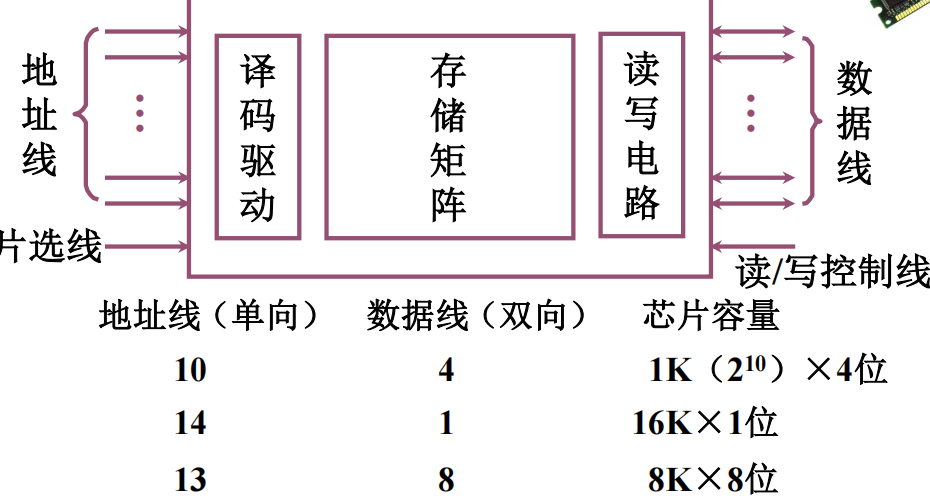 地址线
译码驱动
存储矩阵
读写电路
数据线
片选线
读/写控制线
地址线（单向） 数据线（双向） 芯片容量
10 4 1K（2¹⁰）×4位
14 1 16K×1位
13 8 8K×8位